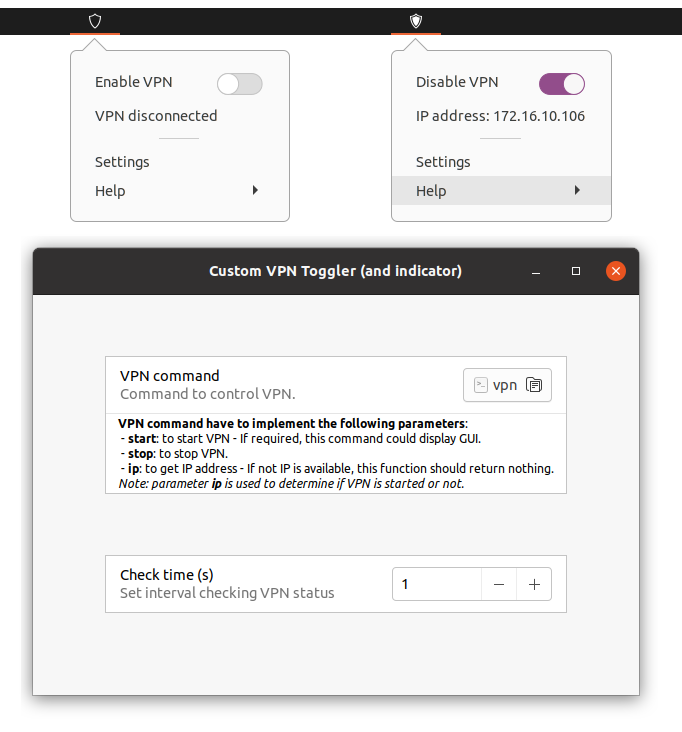 Enable VPN
VPN disconnected
Settings
Help
Disable VPN
IP address: 172.16.10.106
Settings
Help
Custom VPN Toggler (and indicator)
VPN command
Command to control VPN.
vpn
VPN command have to implement the following parameters:
- start: to start VPN - If required, this command could display GUI.
- stop: to stop VPN.
- ip: to get IP address - If not IP is available, this function should return nothing.
Note: parameter ip is used to determine if VPN is started or not.
Check time (s)
Set interval checking VPN status
1